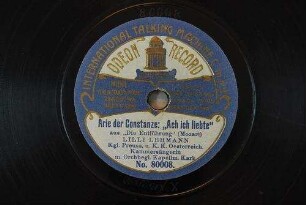 INTERNATIONAL TALKING MACHINE
ODEON
RECORD
Arie der Constanze: „Ach ich liebte"
aus „Die Entführung" (Mozart)
LILLI LEHMANN
Kgl. Preuss. u. K. K. Oesterreich.
Kammersängerin
m. Orchbegl. Kapellm. Kark
No. 80008.